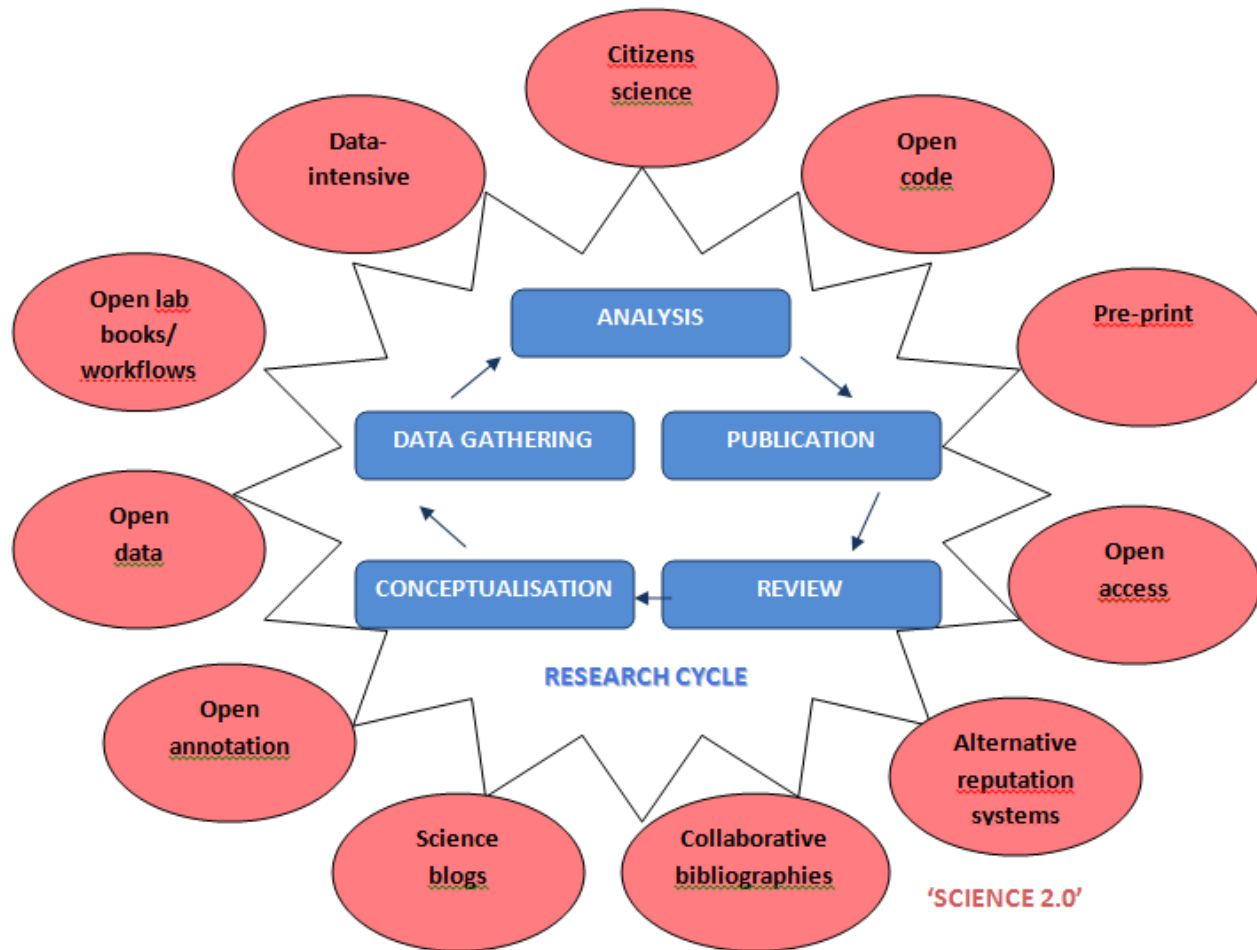 Citizens
science
Data-
intensive
Open
code
Open lab
books/
workflows
Pre-print
ANALYSIS
DATA GATHERING
PUBLICATION
Open
data
Open
access
CONCEPTUALISATION
REVIEW
RESEARCH CYCLE
Open
annotation
Alternative
reputation
systems
Science
blogs
Collaborative
bibliographies
‘SCIENCE 2.0’